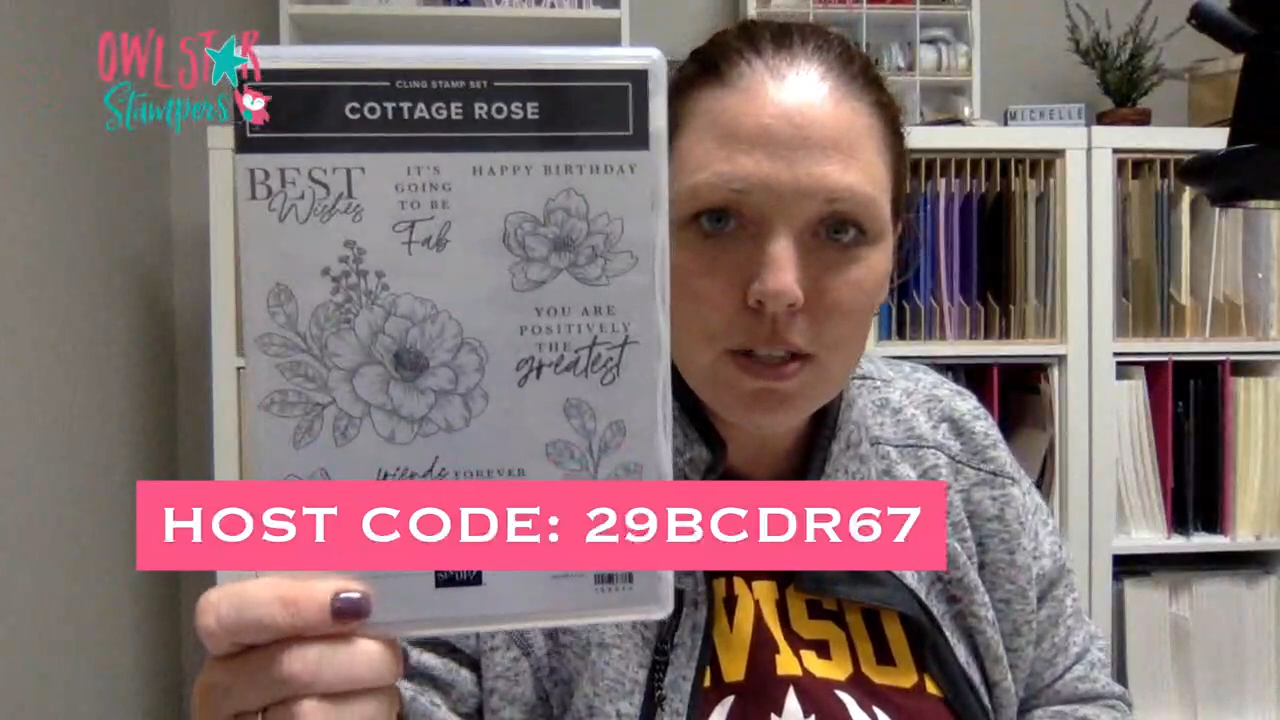 OWL STAR
Stampers
CLING STAMP SET
COTTAGE ROSE
BEST
Wishes
IT'S
GOING
TO BE
Fab
HAPPY BIRTHDAY
YOU ARE
POSITIVELY
THE
greatest
friends FOREVER
HOST CODE: 29BCDR67
MICHELLE